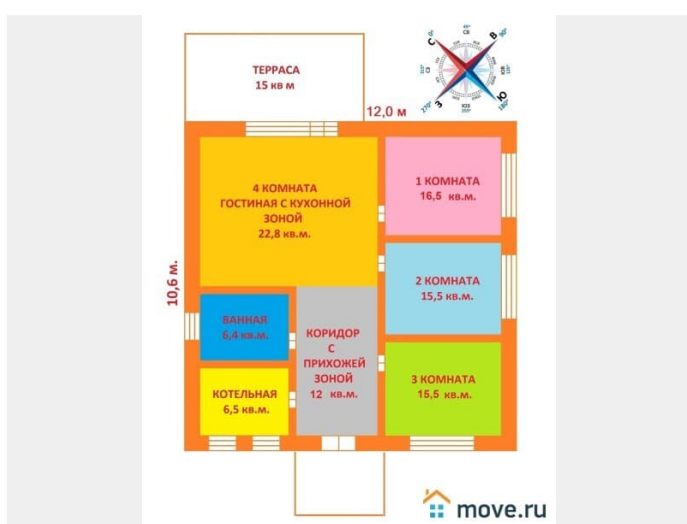 ТЕРРАСА
15 кв м
12,0 м
С
В
З
Ю
4 КОМНАТА
ГОСТИНАЯ С КУХОННОЙ
ЗОНОЙ
22,8 кв.м.
1 КОМНАТА
16,5 кв.м.
2 КОМНАТА
15,5 кв.м.
10,6 м.
ВАННАЯ
6,4 кв.м.
КОРИДОР
С
ПРИХОЖЕЙ
ЗОНОЙ
12 кв.м.
КОТЕЛЬНАЯ
6,5 кв.м.
3 КОМНАТА
15,5 кв.м.
move.ru